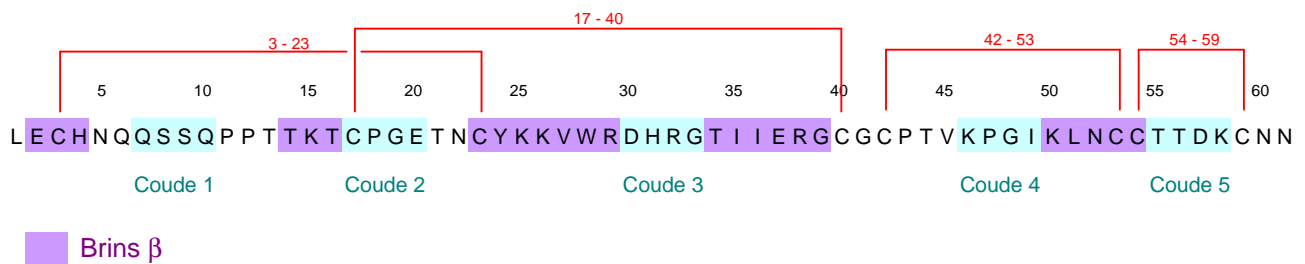 17 - 40
3 - 23 42 - 53 54 - 59
5 10 15 20 25 30 35 40 45 50 55 60
L E C H N Q Q S S Q P P T T K T C P G E T N C Y K K V W R D H R G T I I E R G C G C P T V K P G I K L N C C T T D K C N N
Coude 1 Coude 2 Coude 3 Coude 4 Coude 5
Brins β